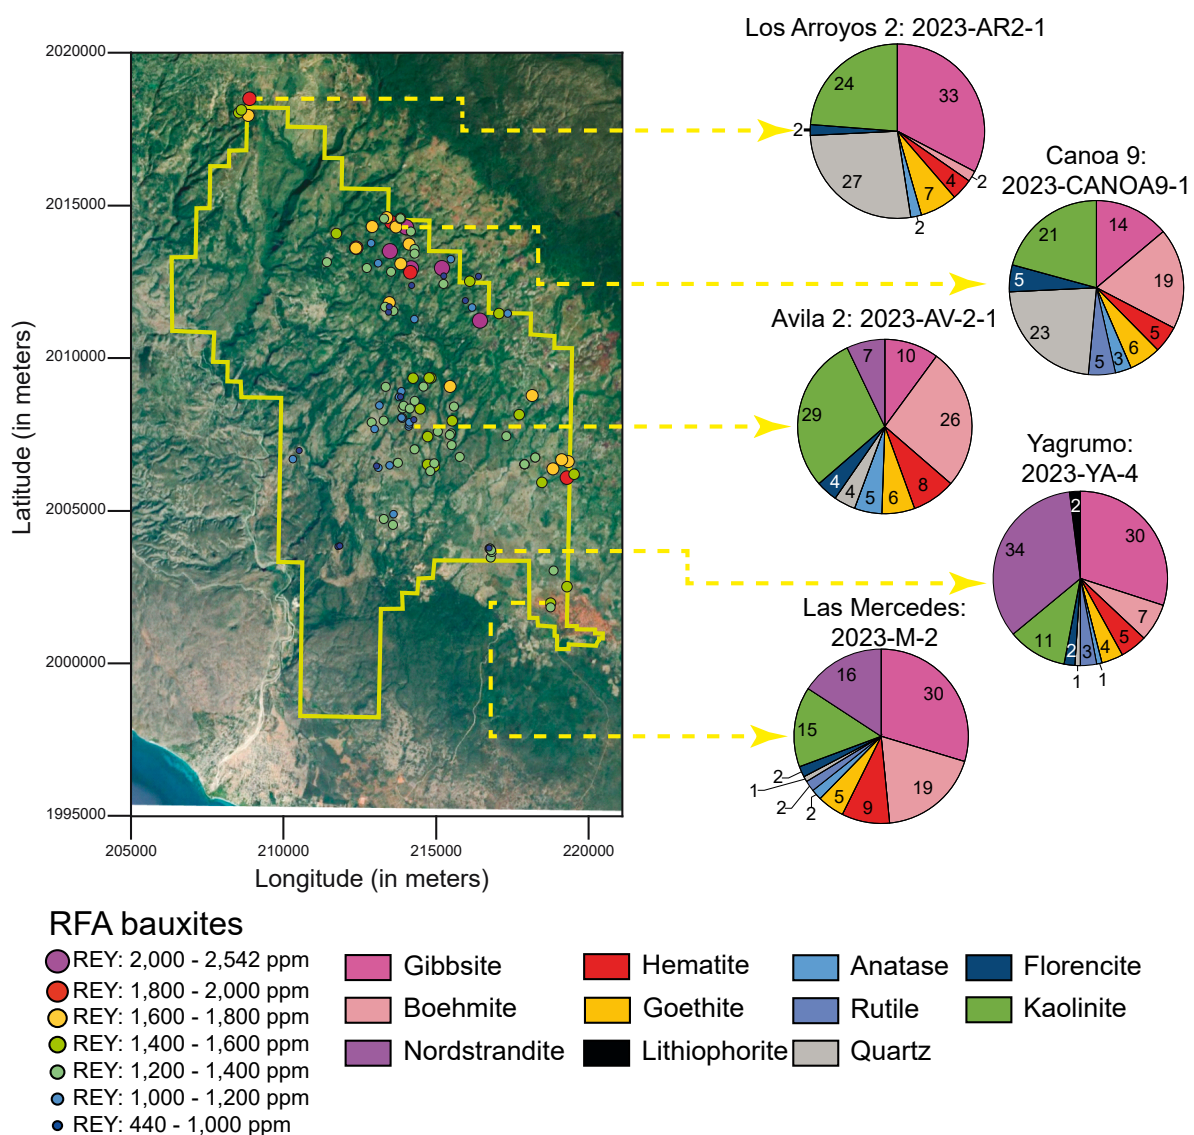 Los Arroyos 2: 2023-AR2-1
33
2
4
7
2
27
2
24
Canoa 9:
2023-CANOA9-1
14
19
5
6
3
5
23
5
21
Avila 2: 2023-AV-2-1
10
26
8
6
5
4
4
29
7
Yagrumo:
2023-YA-4
30
7
5
4
1
3
1
2
11
34
2
Las Mercedes:
2023-M-2
30
19
9
5
2
2
1
2
15
16
Latitude (in meters)
2020000
2015000
2010000
2005000
2000000
1995000
205000
210000
215000
220000
Longitude (in meters)
RFA bauxites
REY: 2,000 - 2,542 ppm
REY: 1,800 - 2,000 ppm
REY: 1,600 - 1,800 ppm
REY: 1,400 - 1,600 ppm
REY: 1,200 - 1,400 ppm
REY: 1,000 - 1,200 ppm
REY: 440 - 1,000 ppm
Gibbsite
Boehmite
Nordstrandite
Hematite
Goethite
Lithiophorite
Anatase
Rutile
Quartz
Florencite
Kaolinite